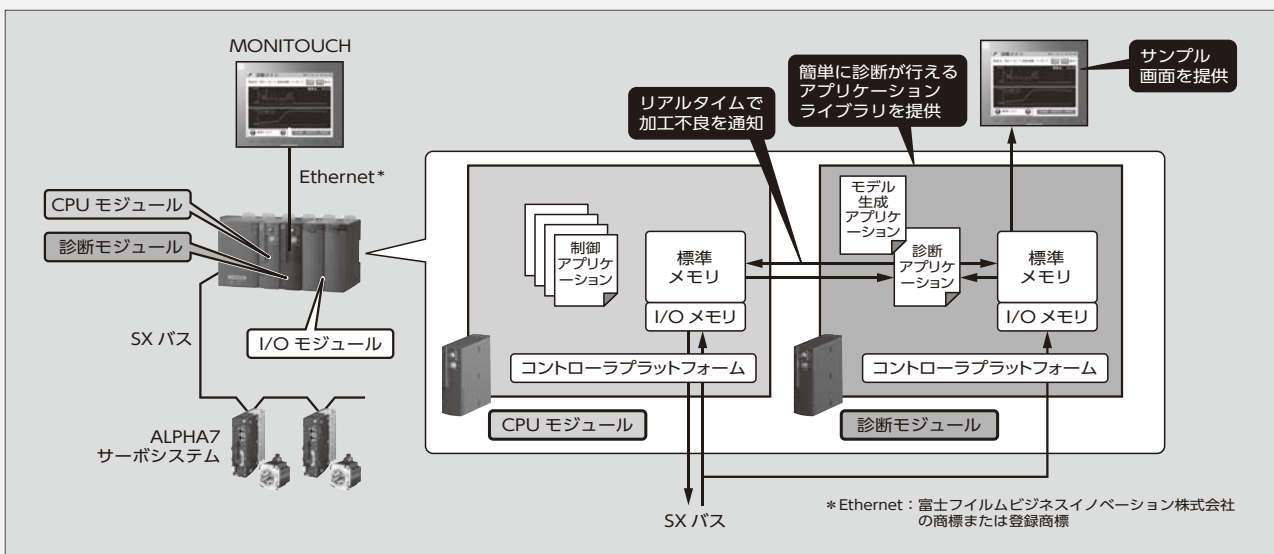 MONITOUCH
Ethernet*
CPU モジュール
診断モジュール
SX バス
I/O モジュール
ALPHA7
サーボシステム
リアルタイムで
加工不良を通知
簡単に診断が行える
アプリケーション
ライブラリを提供
サンプル
画面を提供
制御
アプリケ
ーション
標準
メモリ
I/O メモリ
コントローラプラットフォーム
CPU モジュール
モデル
生成
アプリケ
ーション
診断
アプリケ
ーション
標準
メモリ
I/O メモリ
コントローラプラットフォーム
診断モジュール
SX バス
*Ethernet:富士フイルムビジネスイノベーション株式会社
の商標または登録商標